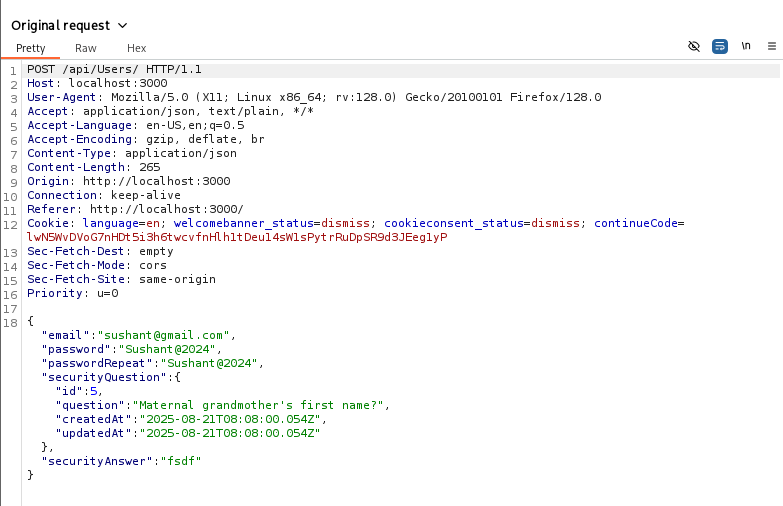 Original request
Pretty Raw Hex \n
1 POST /api/Users/ HTTP/1.1
2 Host: localhost:3000
3 User-Agent: Mozilla/5.0 (X11; Linux x86_64; rv:128.0) Gecko/20100101 Firefox/128.0
4 Accept: application/json, text/plain, */*
5 Accept-Language: en-US,en;q=0.5
6 Accept-Encoding: gzip, deflate, br
7 Content-Type: application/json
8 Content-Length: 265
9 Origin: http://localhost:3000
10 Connection: keep-alive
11 Referer: http://localhost:3000/
12 Cookie: language=en; welcomebanner_status=dismiss; cookieconsent_status=dismiss; continueCode=
lwN5WvDVoG7nHDt5i3h6twcvfnHlh1tDeu14sW1sPytrRuDpSR9d3JEeg1yP
13 Sec-Fetch-Dest: empty
14 Sec-Fetch-Mode: cors
15 Sec-Fetch-Site: same-origin
16 Priority: u=0
17
18 {
"email":"sushant@gmail.com",
"password":"Sushant@2024",
"passwordRepeat":"Sushant@2024",
"securityQuestion":{
"id":5,
"question":"Maternal grandmother's first name?",
"createdAt":"2025-08-21T08:08:00.054Z",
"updatedAt":"2025-08-21T08:08:00.054Z"
},
"securityAnswer":"fsdf"
}